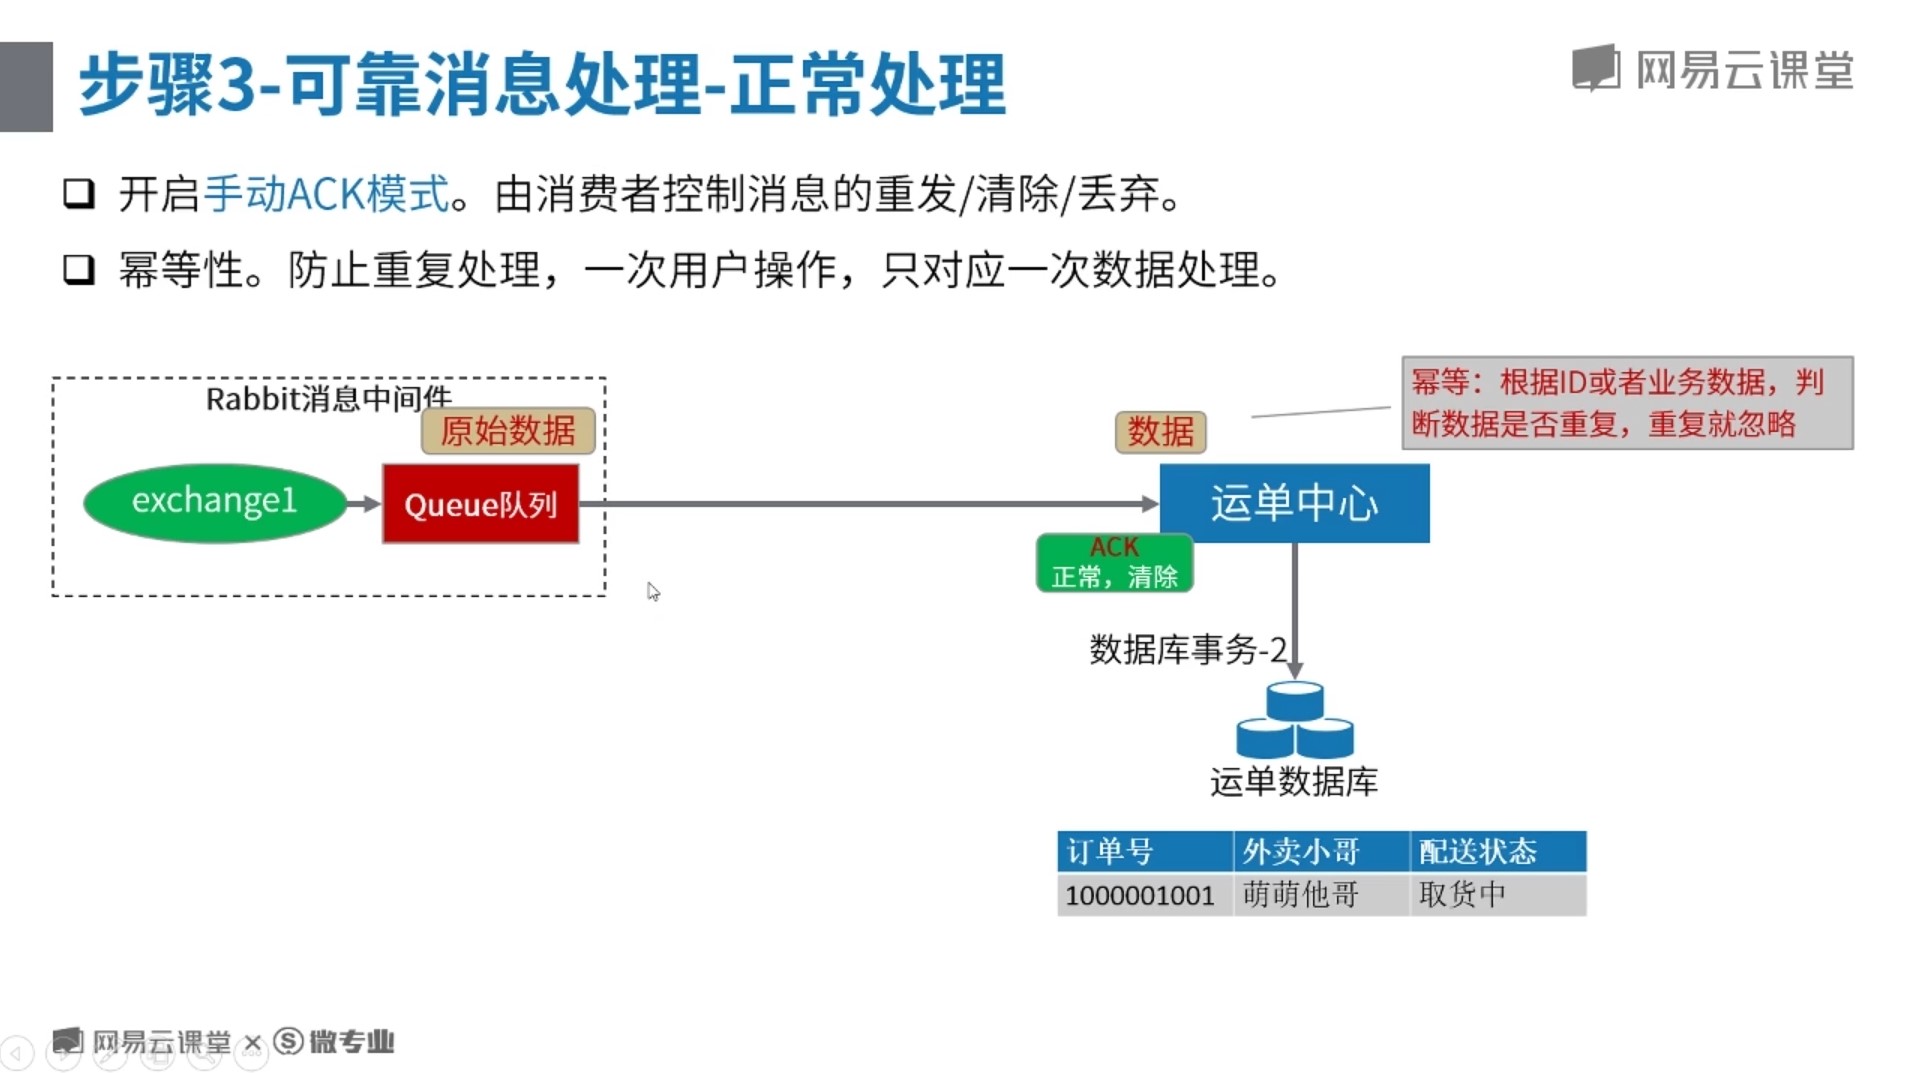 步骤3-可靠消息处理-正常处理
网易云课堂
开启手动ACK模式。由消费者控制消息的重发/清除/丢弃。
幂等性。防止重复处理，一次用户操作，只对应一次数据处理。
Rabbit消息中间件
原始数据
exchange1
Queue队列
数据
幂等：根据ID或者业务数据，判
断数据是否重复，重复就忽略
运单中心
ACK
正常，清除
数据库事务-2
运单数据库
订单号 外卖小哥 配送状态
1000001001 萌萌他哥 取货中
网易云课堂 × 微专业